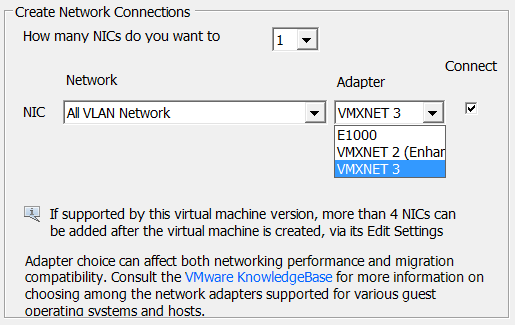 Create Network Connections
How many NICs do you want to
1
Connect
Network
Adapter
NIC
All VLAN Network
VMXNET 3
E1000
VMXNET 2 (Enhar
VMXNET 3
If supported by this virtual machine version, more than 4 NICs can
be added after the virtual machine is created, via its Edit Settings
Adapter choice can affect both networking performance and migration
compatibility. Consult the VMware KnowledgeBase for more information on
choosing among the network adapters supported for various guest
operating systems and hosts.